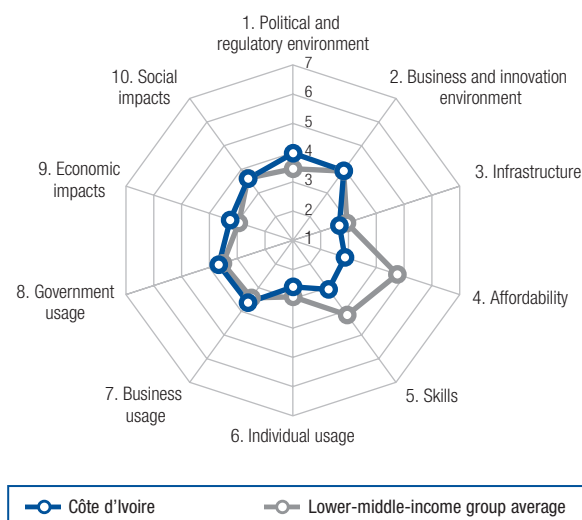 1. Political and
regulatory environment
2. Business and innovation
environment
3. Infrastructure
4. Affordability
5. Skills
6. Individual usage
7. Business
usage
8. Government
usage
9. Economic
impacts
10. Social
impacts
7
6
5
4
3
2
1
Côte d'Ivoire
Lower-middle-income group average